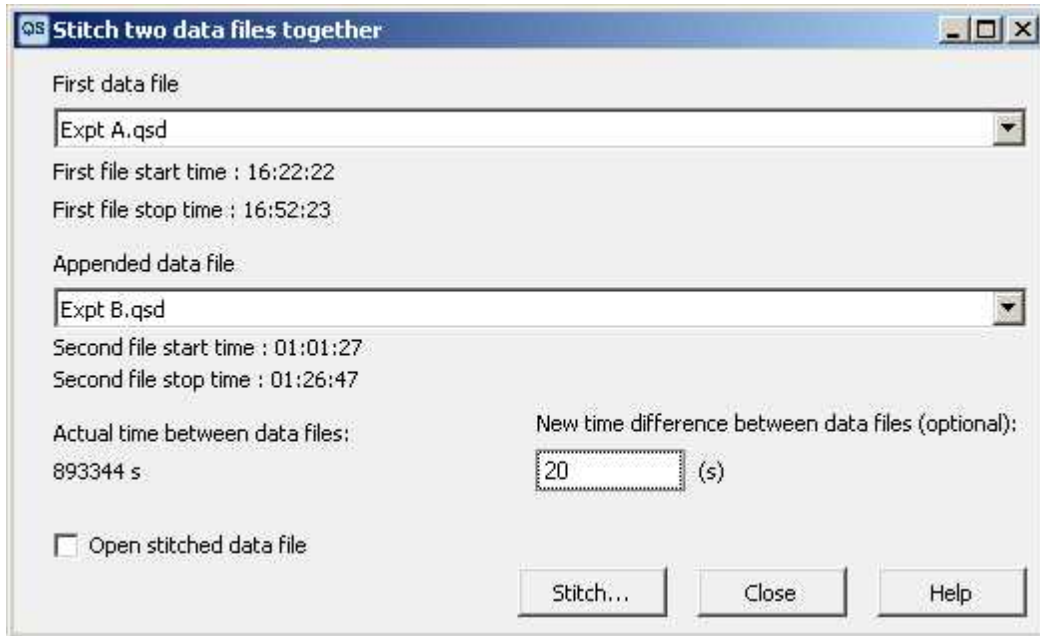 QS Stitch two data files together
First data file
Expt A.qsd
First file start time : 16:22:22
First file stop time : 16:52:23
Appended data file
Expt B.qsd
Second file start time : 01:01:27
Second file stop time : 01:26:47
Actual time between data files:
893344 s
New time difference between data files (optional):
20 (s)
Open stitched data file
Stitch... Close Help